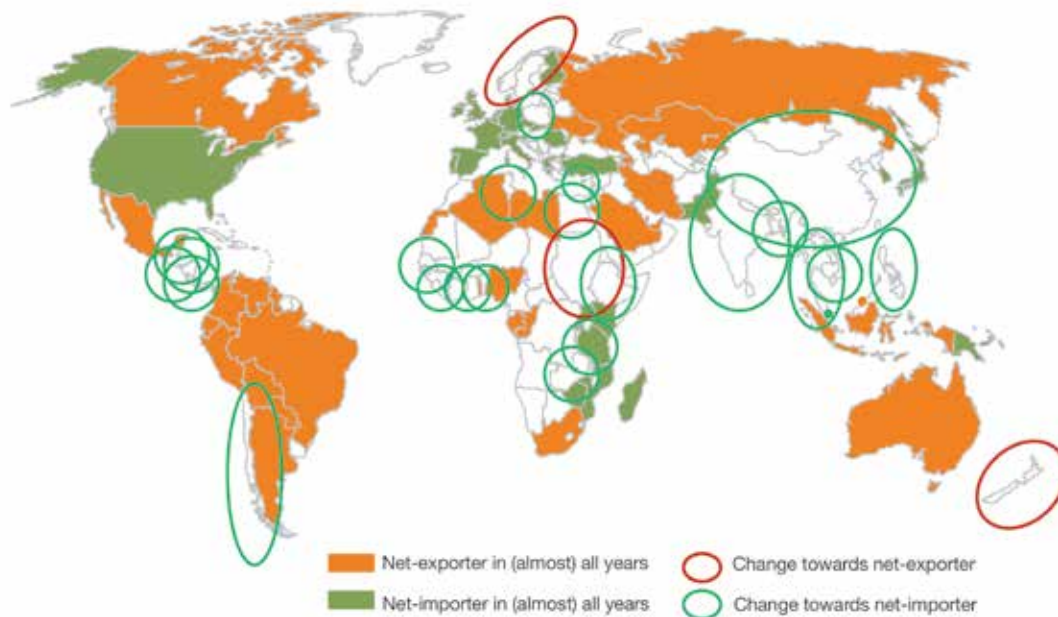 Net-exporter in (almost) all years
Change towards net-exporter
Net-importer in (almost) all years
Change towards net-importer